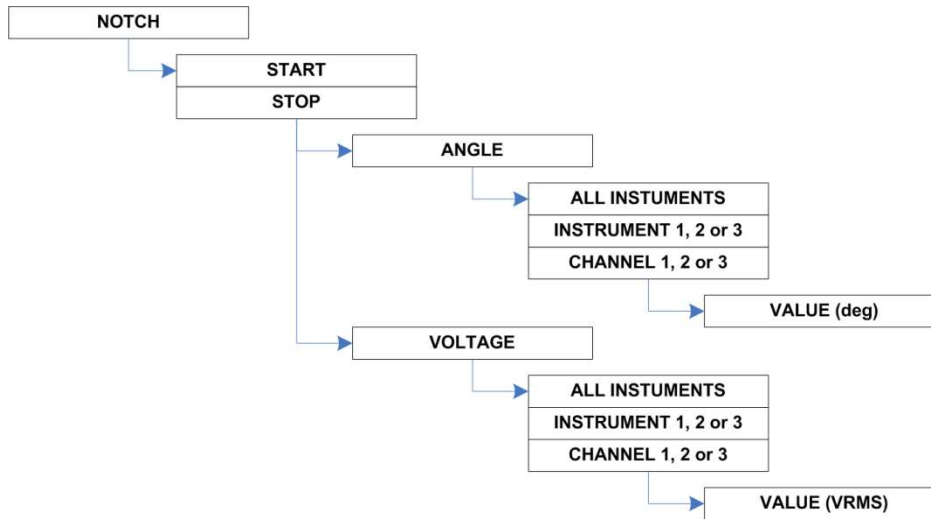 NOTCH
START
STOP
ANGLE
ALL INSTUMENTS
INSTRUMENT 1, 2 or 3
CHANNEL 1, 2 or 3
VALUE (deg)
VOLTAGE
ALL INSTUMENTS
INSTRUMENT 1, 2 or 3
CHANNEL 1, 2 or 3
VALUE (VRMS)